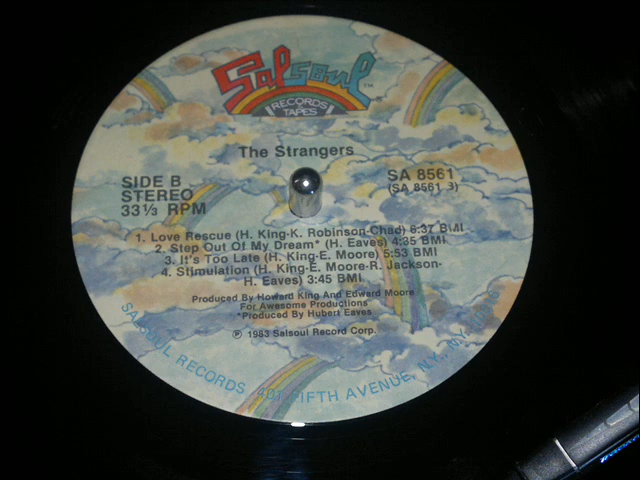 Salsoul TM
RECORDS
TAPES
The Strangers
SIDE B
STEREO
33⅓ RPM
SA 8561
(SA 8561 3)
1. Love Rescue (H. King-K. Robinson-Chad) 6:37 BMI
2. Step Out Of My Dream* (H. Eaves) 4:35 BMI
3. It's Too Late (H. King-E. Moore) 5:53 BMI
4. Stimulation (H. King-E. Moore-R. Jackson-
H. Eaves) 3:45 BMI
Produced By Howard King And Edward Moore
For Awesome Productions
*Produced By Hubert Eaves
℗ 1983 Salsoul Record Corp.
SALSOUL RECORDS, 401 FIFTH AVENUE, N.Y., N.Y.